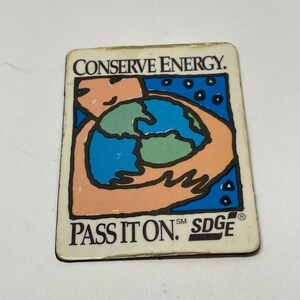 CONSERVE ENERGY.
PASS IT ON.℠ SDGE®